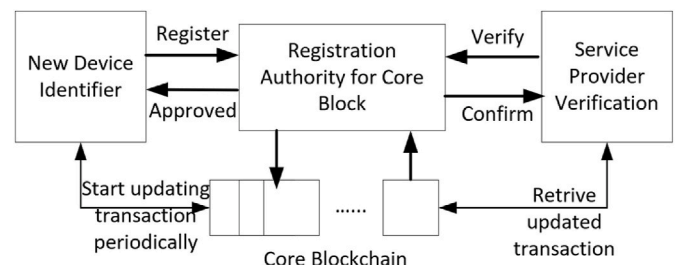 Register
New Device
Identifier
Approved
Registration
Authority for Core
Block
Verify
Confirm
Service
Provider
Verification
Start updating
transaction
periodically
......
Core Blockchain
Retrive
updated
transaction